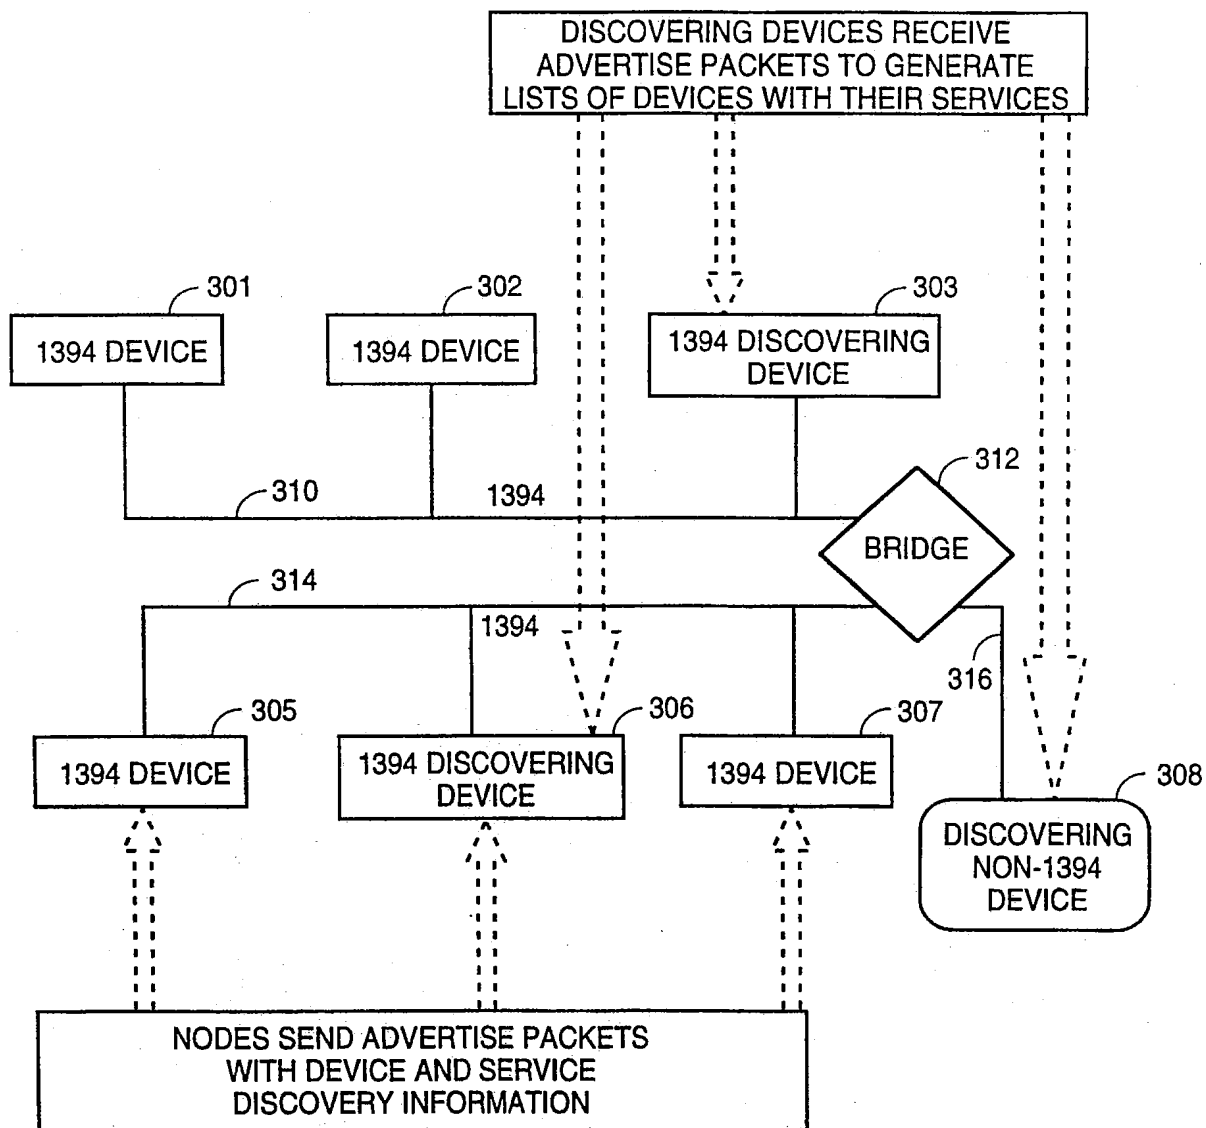 DISCOVERING DEVICES RECEIVE
ADVERTISE PACKETS TO GENERATE
LISTS OF DEVICES WITH THEIR SERVICES
301
302
303
1394 DEVICE
1394 DEVICE
1394 DISCOVERING
DEVICE
312
310
1394
BRIDGE
314
1394
316
305
306
307
1394 DEVICE
1394 DISCOVERING
DEVICE
1394 DEVICE
308
DISCOVERING
NON-1394
DEVICE
NODES SEND ADVERTISE PACKETS
WITH DEVICE AND SERVICE
DISCOVERY INFORMATION